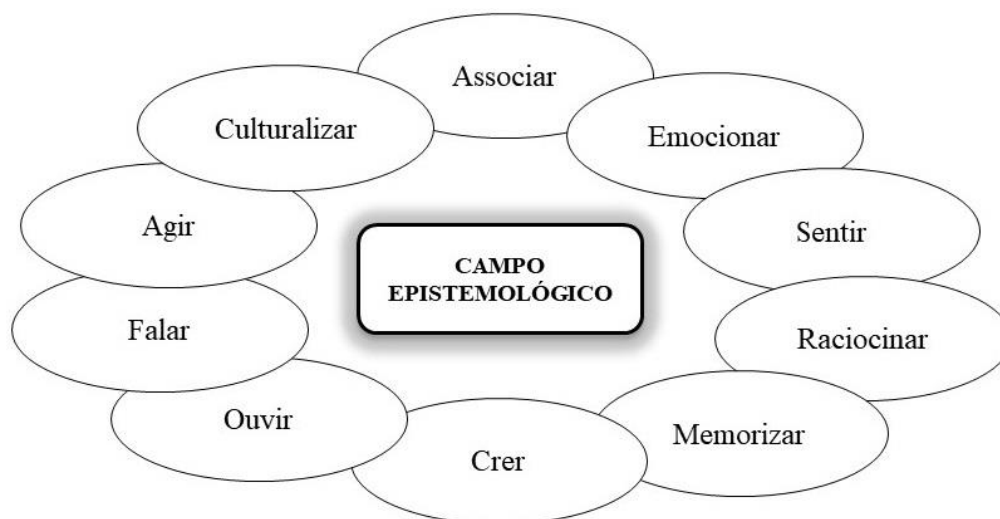 Associar
Culturalizar
Emocionar
Agir
Sentir
CAMPO
EPISTEMOLÓGICO
Falar
Raciocinar
Ouvir
Memorizar
Crer